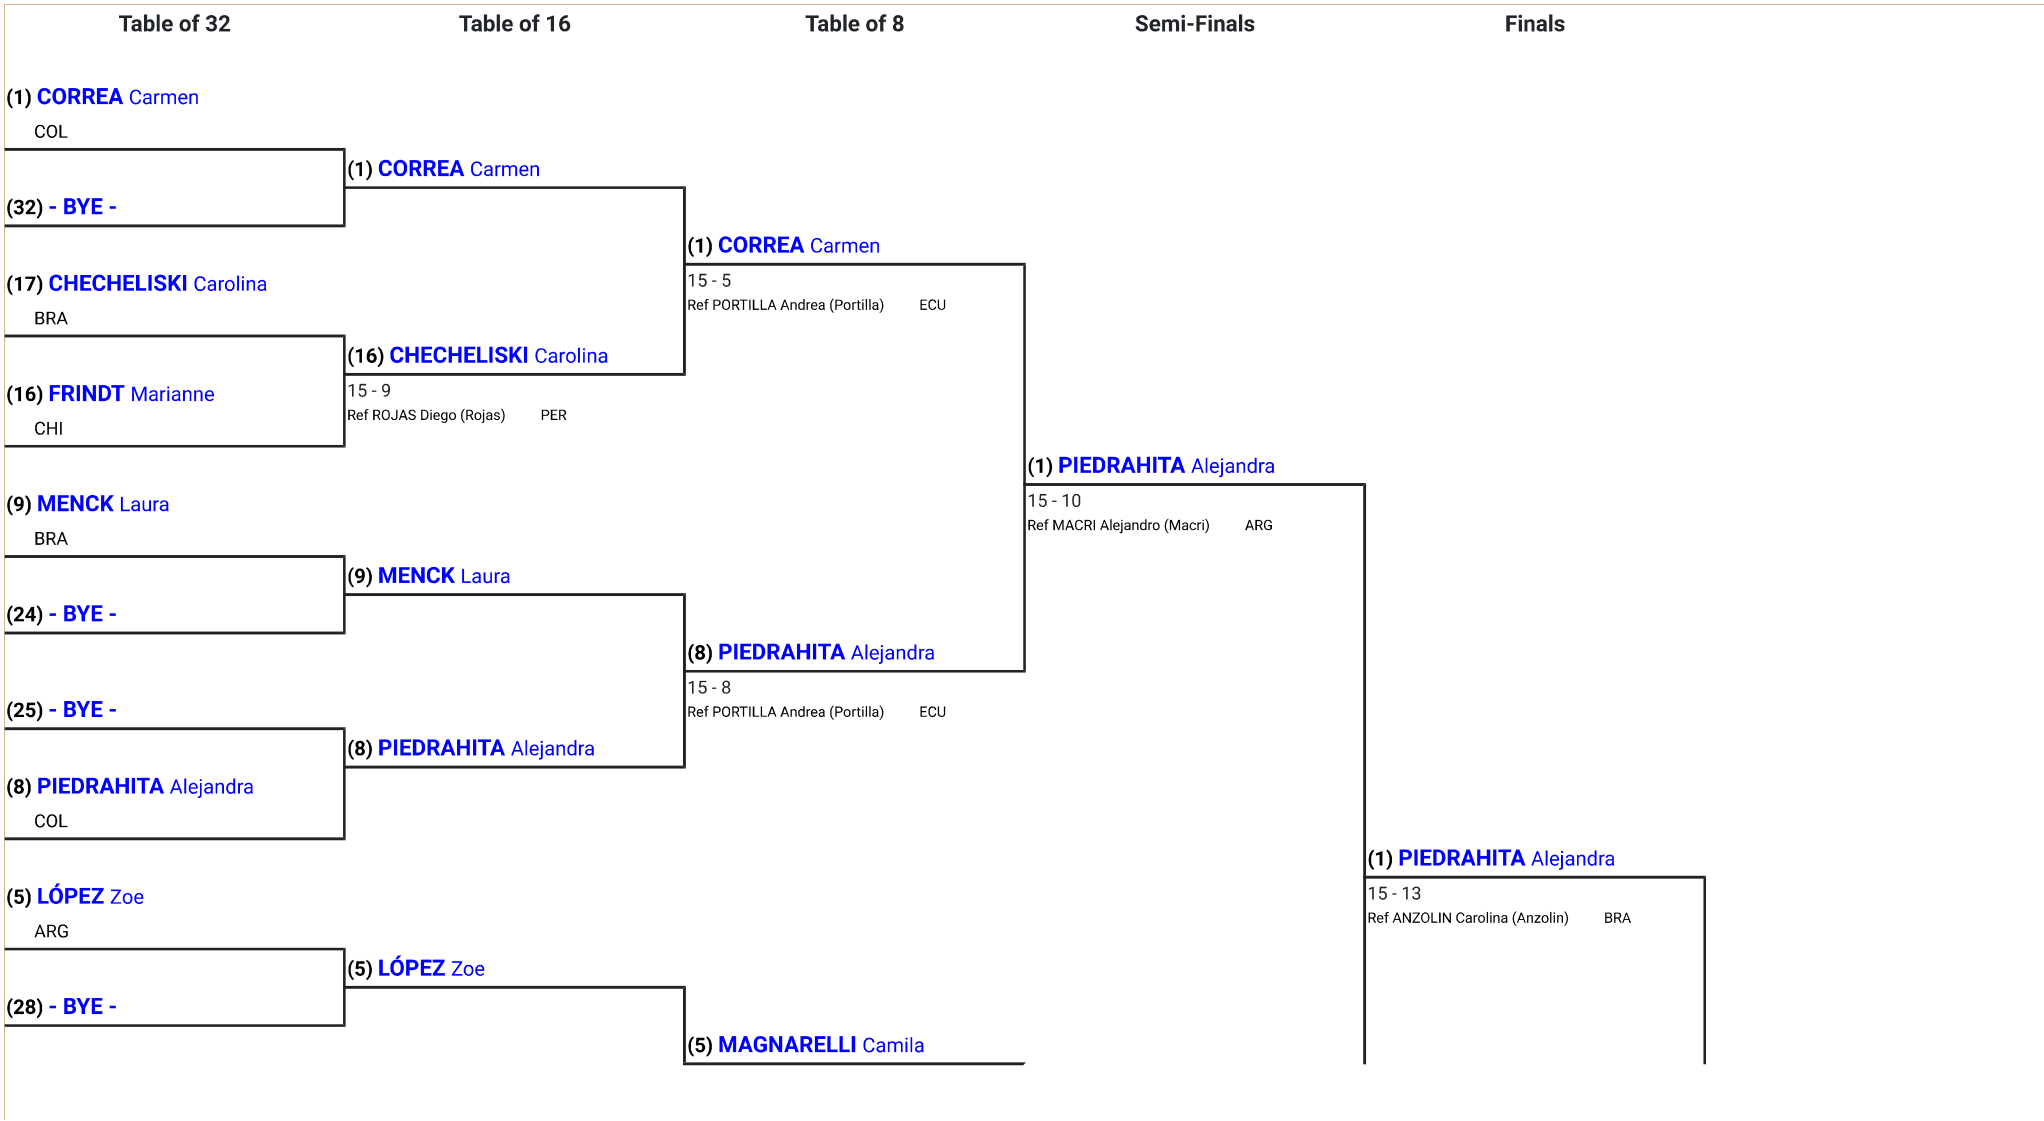 Table of 32
Table of 16
Table of 8
Semi-Finals
Finals
(1) CORREA Carmen
COL
(32) - BYE -
(17) CHECHELISKI Carolina
BRA
(16) FRINDT Marianne
CHI
(9) MENCK Laura
BRA
(24) - BYE -
(25) - BYE -
(8) PIEDRAHITA Alejandra
COL
(5) LÓPEZ Zoe
ARG
(28) - BYE -
(1) CORREA Carmen
(16) CHECHELISKI Carolina
15 - 9
Ref ROJAS Diego (Rojas) PER
(9) MENCK Laura
(8) PIEDRAHITA Alejandra
(5) LÓPEZ Zoe
(1) CORREA Carmen
15 - 5
Ref PORTILLA Andrea (Portilla) ECU
(8) PIEDRAHITA Alejandra
15 - 8
Ref PORTILLA Andrea (Portilla) ECU
(5) MAGNARELLI Camila
(1) PIEDRAHITA Alejandra
15 - 10
Ref MACRI Alejandro (Macri) ARG
(1) PIEDRAHITA Alejandra
15 - 13
Ref ANZOLIN Carolina (Anzolin) BRA